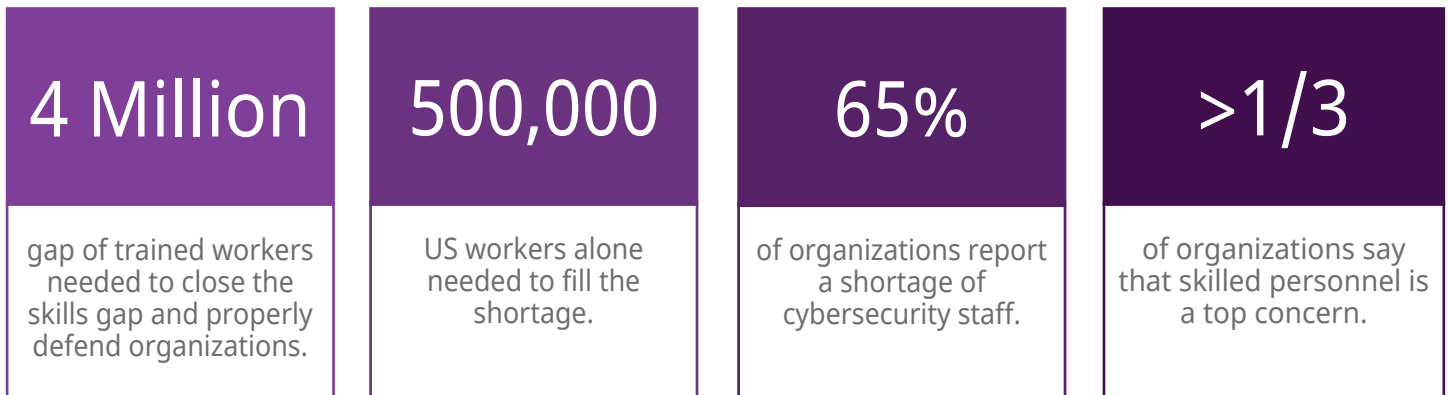 4 Million
gap of trained workers
needed to close the
skills gap and properly
defend organizations.
500,000
US workers alone
needed to fill the
shortage.
65%
of organizations report
a shortage of
cybersecurity staff.
>1/3
of organizations say
that skilled personnel is
a top concern.